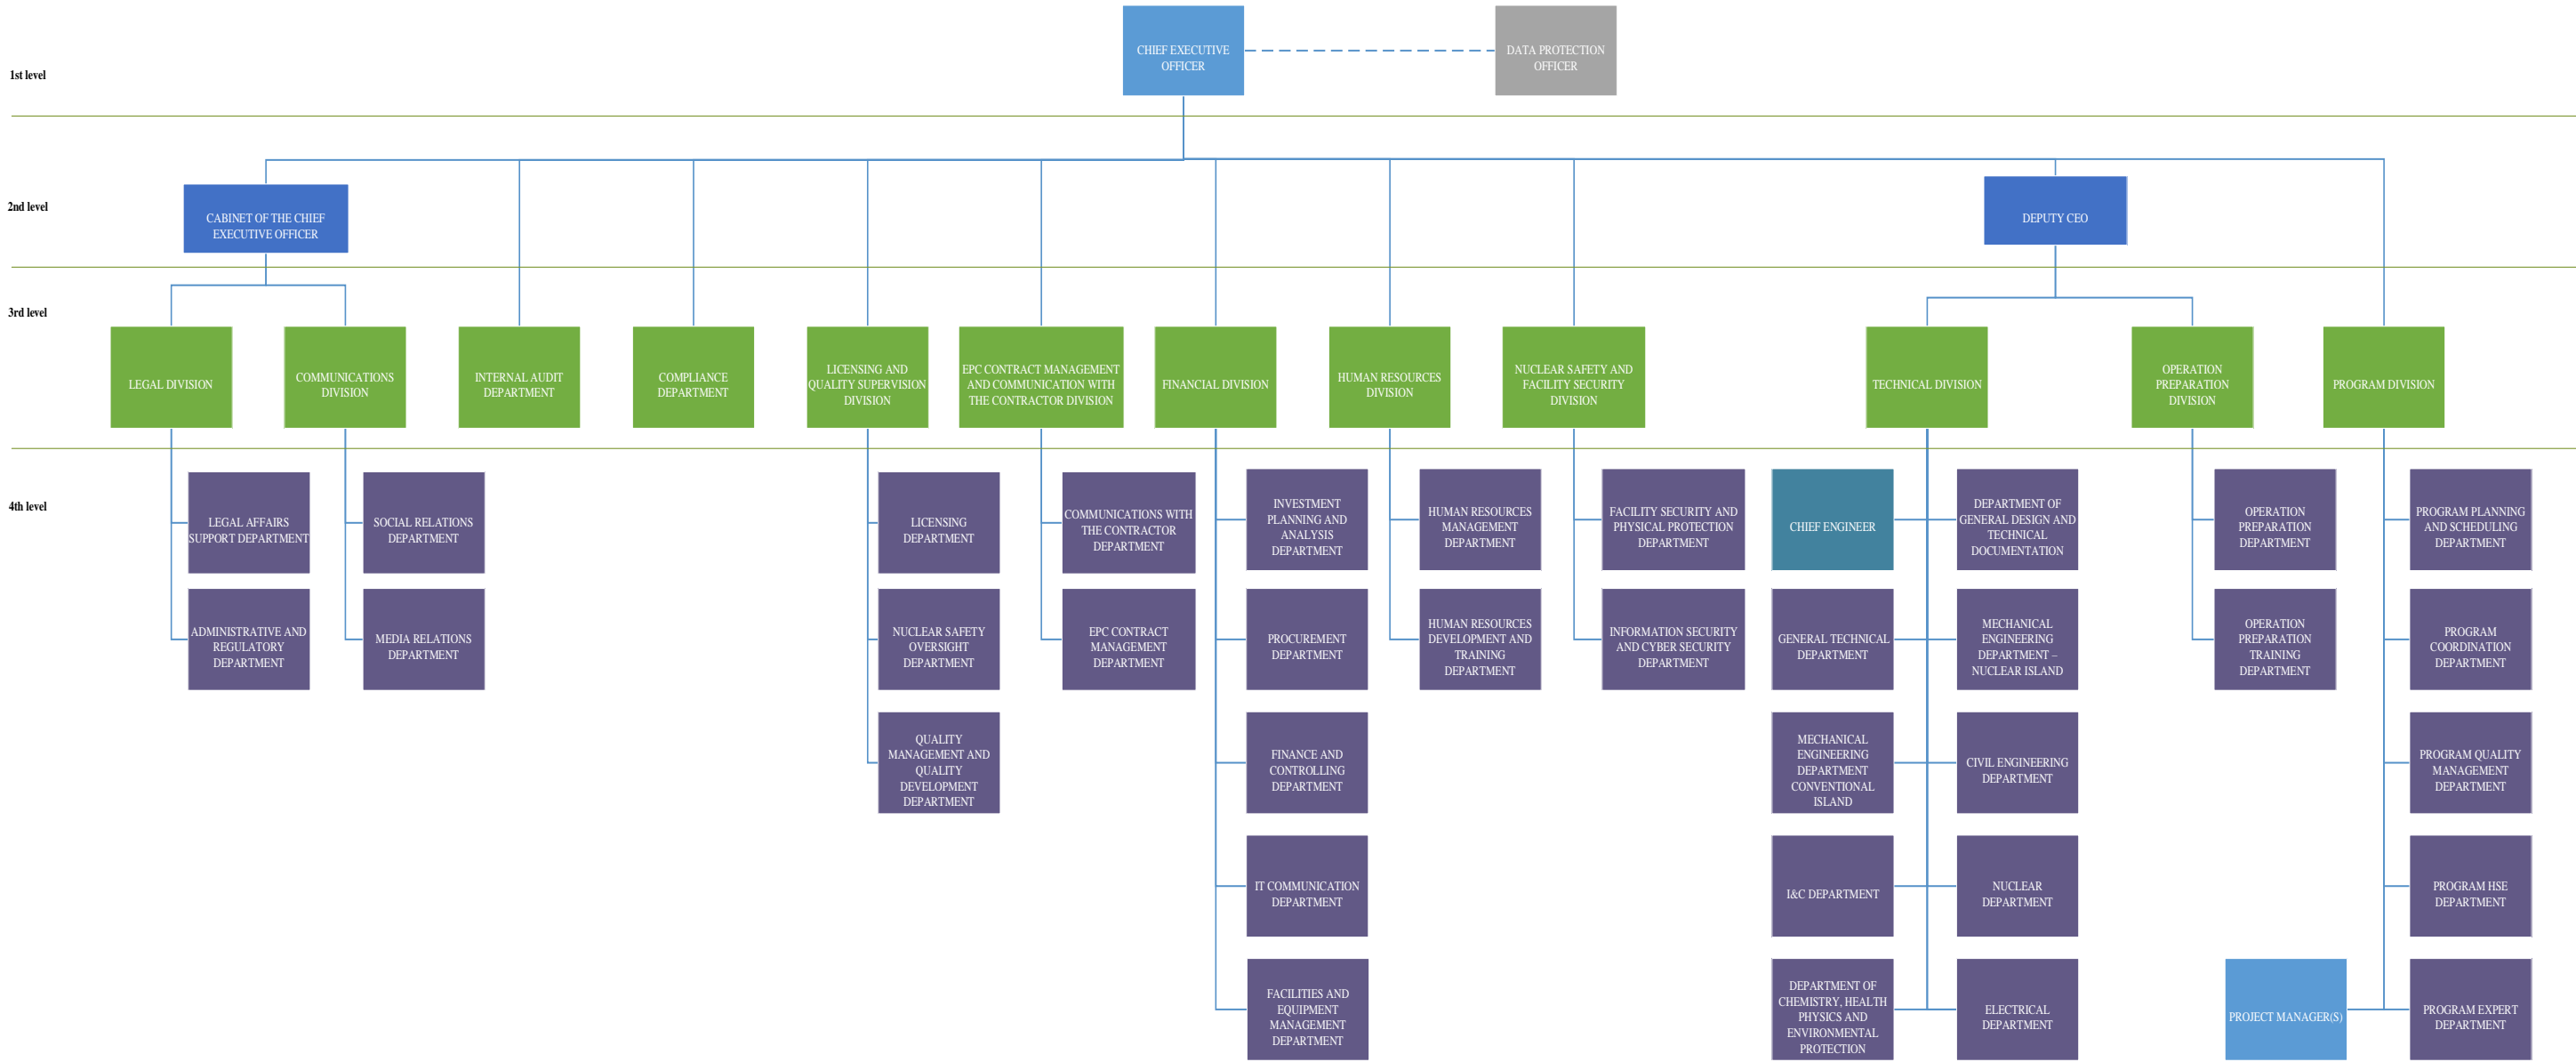 CHIEF EXECUTIVE
OFFICER
DATA PROTECTION
OFFICER
1st level
2nd level
CABINET OF THE CHIEF
EXECUTIVE OFFICER
DEPUTY CEO
3rd level
LEGAL DIVISION
COMMUNICATIONS
DIVISION
INTERNAL AUDIT
DEPARTMENT
COMPLIANCE
DEPARTMENT
LICENSING AND
QUALITY SUPERVISION
DIVISION
EPC CONTRACT MANAGEMENT
AND COMMUNICATION WITH
THE CONTRACTOR DIVISION
FINANCIAL DIVISION
HUMAN RESOURCES
DIVISION
NUCLEAR SAFETY AND
FACILITY SECURITY
DIVISION
TECHNICAL DIVISION
OPERATION
PREPARATION
DIVISION
PROGRAM DIVISION
4th level
LEGAL AFFAIRS
SUPPORT DEPARTMENT
SOCIAL RELATIONS
DEPARTMENT
LICENSING
DEPARTMENT
COMMUNICATIONS WITH
THE CONTRACTOR
DEPARTMENT
INVESTMENT
PLANNING AND
ANALYSIS
DEPARTMENT
HUMAN RESOURCES
MANAGEMENT
DEPARTMENT
FACILITY SECURITY AND
PHYSICAL PROTECTION
DEPARTMENT
CHIEF ENGINEER
DEPARTMENT OF
GENERAL DESIGN AND
TECHNICAL
DOCUMENTATION
OPERATION
PREPARATION
DEPARTMENT
PROGRAM PLANNING
AND SCHEDULING
DEPARTMENT
ADMINISTRATIVE AND
REGULATORY
DEPARTMENT
MEDIA RELATIONS
DEPARTMENT
NUCLEAR SAFETY
OVERSIGHT
DEPARTMENT
EPC CONTRACT
MANAGEMENT
DEPARTMENT
PROCUREMENT
DEPARTMENT
HUMAN RESOURCES
DEVELOPMENT AND
TRAINING
DEPARTMENT
INFORMATION SECURITY
AND CYBER SECURITY
DEPARTMENT
GENERAL TECHNICAL
DEPARTMENT
MECHANICAL
ENGINEERING
DEPARTMENT –
NUCLEAR ISLAND
OPERATION
PREPARATION
TRAINING
DEPARTMENT
PROGRAM
COORDINATION
DEPARTMENT
QUALITY
MANAGEMENT AND
QUALITY
DEVELOPMENT
DEPARTMENT
FINANCE AND
CONTROLLING
DEPARTMENT
MECHANICAL
ENGINEERING
DEPARTMENT
CONVENTIONAL
ISLAND
CIVIL ENGINEERING
DEPARTMENT
PROGRAM QUALITY
MANAGEMENT
DEPARTMENT
IT COMMUNICATION
DEPARTMENT
I&C DEPARTMENT
NUCLEAR
DEPARTMENT
PROGRAM HSE
DEPARTMENT
FACILITIES AND
EQUIPMENT
MANAGEMENT
DEPARTMENT
DEPARTMENT OF
CHEMISTRY, HEALTH
PHYSICS AND
ENVIRONMENTAL
PROTECTION
ELECTRICAL
DEPARTMENT
PROJECT MANAGER(S)
PROGRAM EXPERT
DEPARTMENT